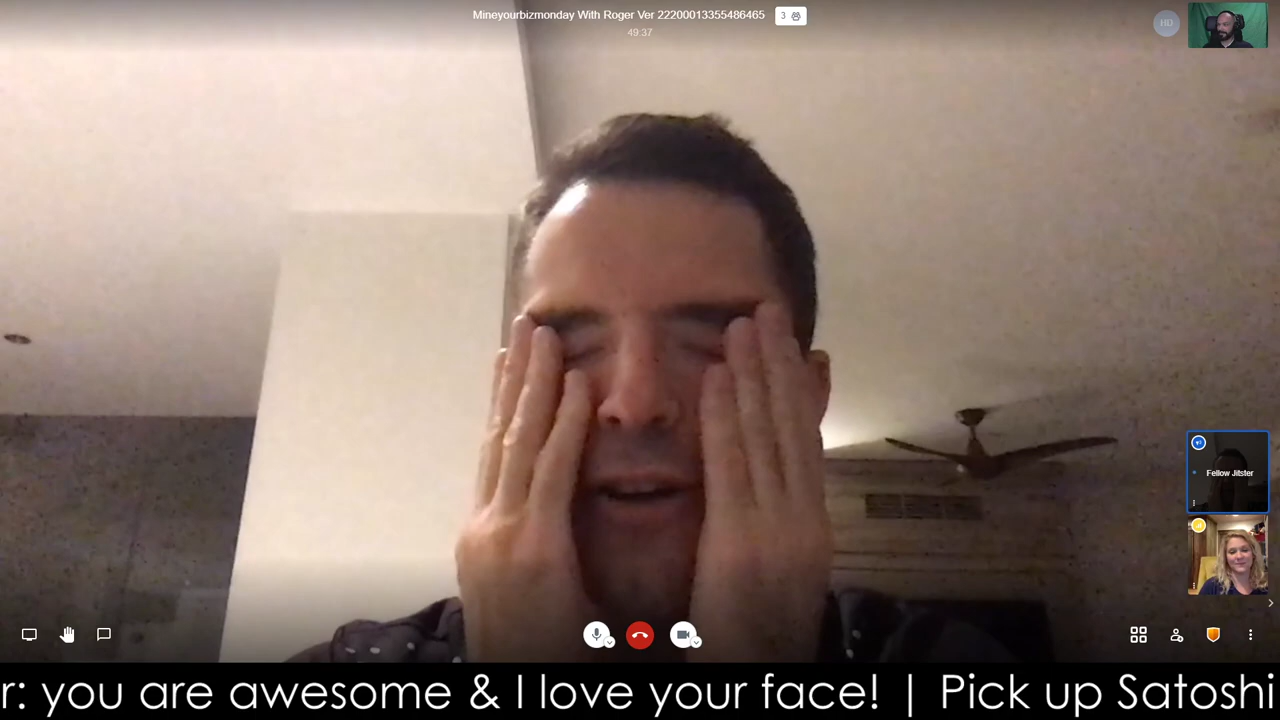 Mineyourbizmonday With Roger Ver 22200013355486465
3
49:37
HD
Fellow Jitster
r: you are awesome & I love your face! | Pick up Satoshi